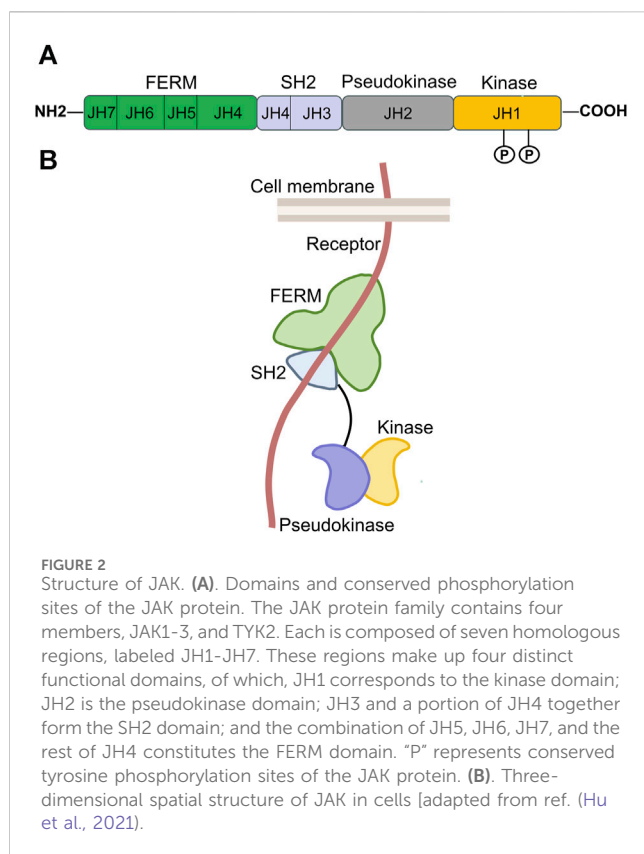 A
FERM SH2 Pseudokinase Kinase
NH2 JH7 JH6 JH5 JH4 JH4 JH3 JH2 JH1 COOH
P P
B
Cell membrane
Receptor
FERM
SH2
Kinase
Pseudokinase
FIGURE 2
Structure of JAK. (A). Domains and conserved phosphorylation
sites of the JAK protein. The JAK protein family contains four
members, JAK1-3, and TYK2. Each is composed of seven homologous
regions, labeled JH1-JH7. These regions make up four distinct
functional domains, of which, JH1 corresponds to the kinase domain;
JH2 is the pseudokinase domain; JH3 and a portion of JH4 together
form the SH2 domain; and the combination of JH5, JH6, JH7, and the
rest of JH4 constitutes the FERM domain. “P” represents conserved
tyrosine phosphorylation sites of the JAK protein. (B). Three-
dimensional spatial structure of JAK in cells [adapted from ref. (Hu
et al., 2021).